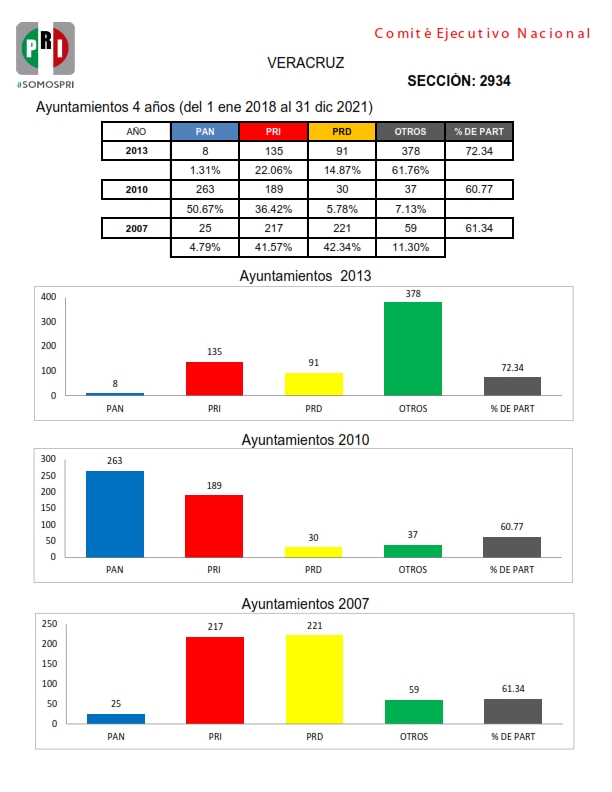 Comité Ejecutivo Nacional
PRI
#SOMOSPRI
VERACRUZ
SECCIÓN: 2934
Ayuntamientos 4 años (del 1 ene 2018 al 31 dic 2021)
AÑO PAN PRI PRD OTROS % DE PART
2013 8 135 91 378 72.34
1.31% 22.06% 14.87% 61.76%
2010 263 189 30 37 60.77
50.67% 36.42% 5.78% 7.13%
2007 25 217 221 59 61.34
4.79% 41.57% 42.34% 11.30%
Ayuntamientos 2013
400
300
200
100
0
8 135 91 378 72.34
PAN PRI PRD OTROS % DE PART
Ayuntamientos 2010
300
250
200
150
100
50
0
263 189 30 37 60.77
PAN PRI PRD OTROS % DE PART
Ayuntamientos 2007
250
200
150
100
50
0
25 217 221 59 61.34
PAN PRI PRD OTROS % DE PART